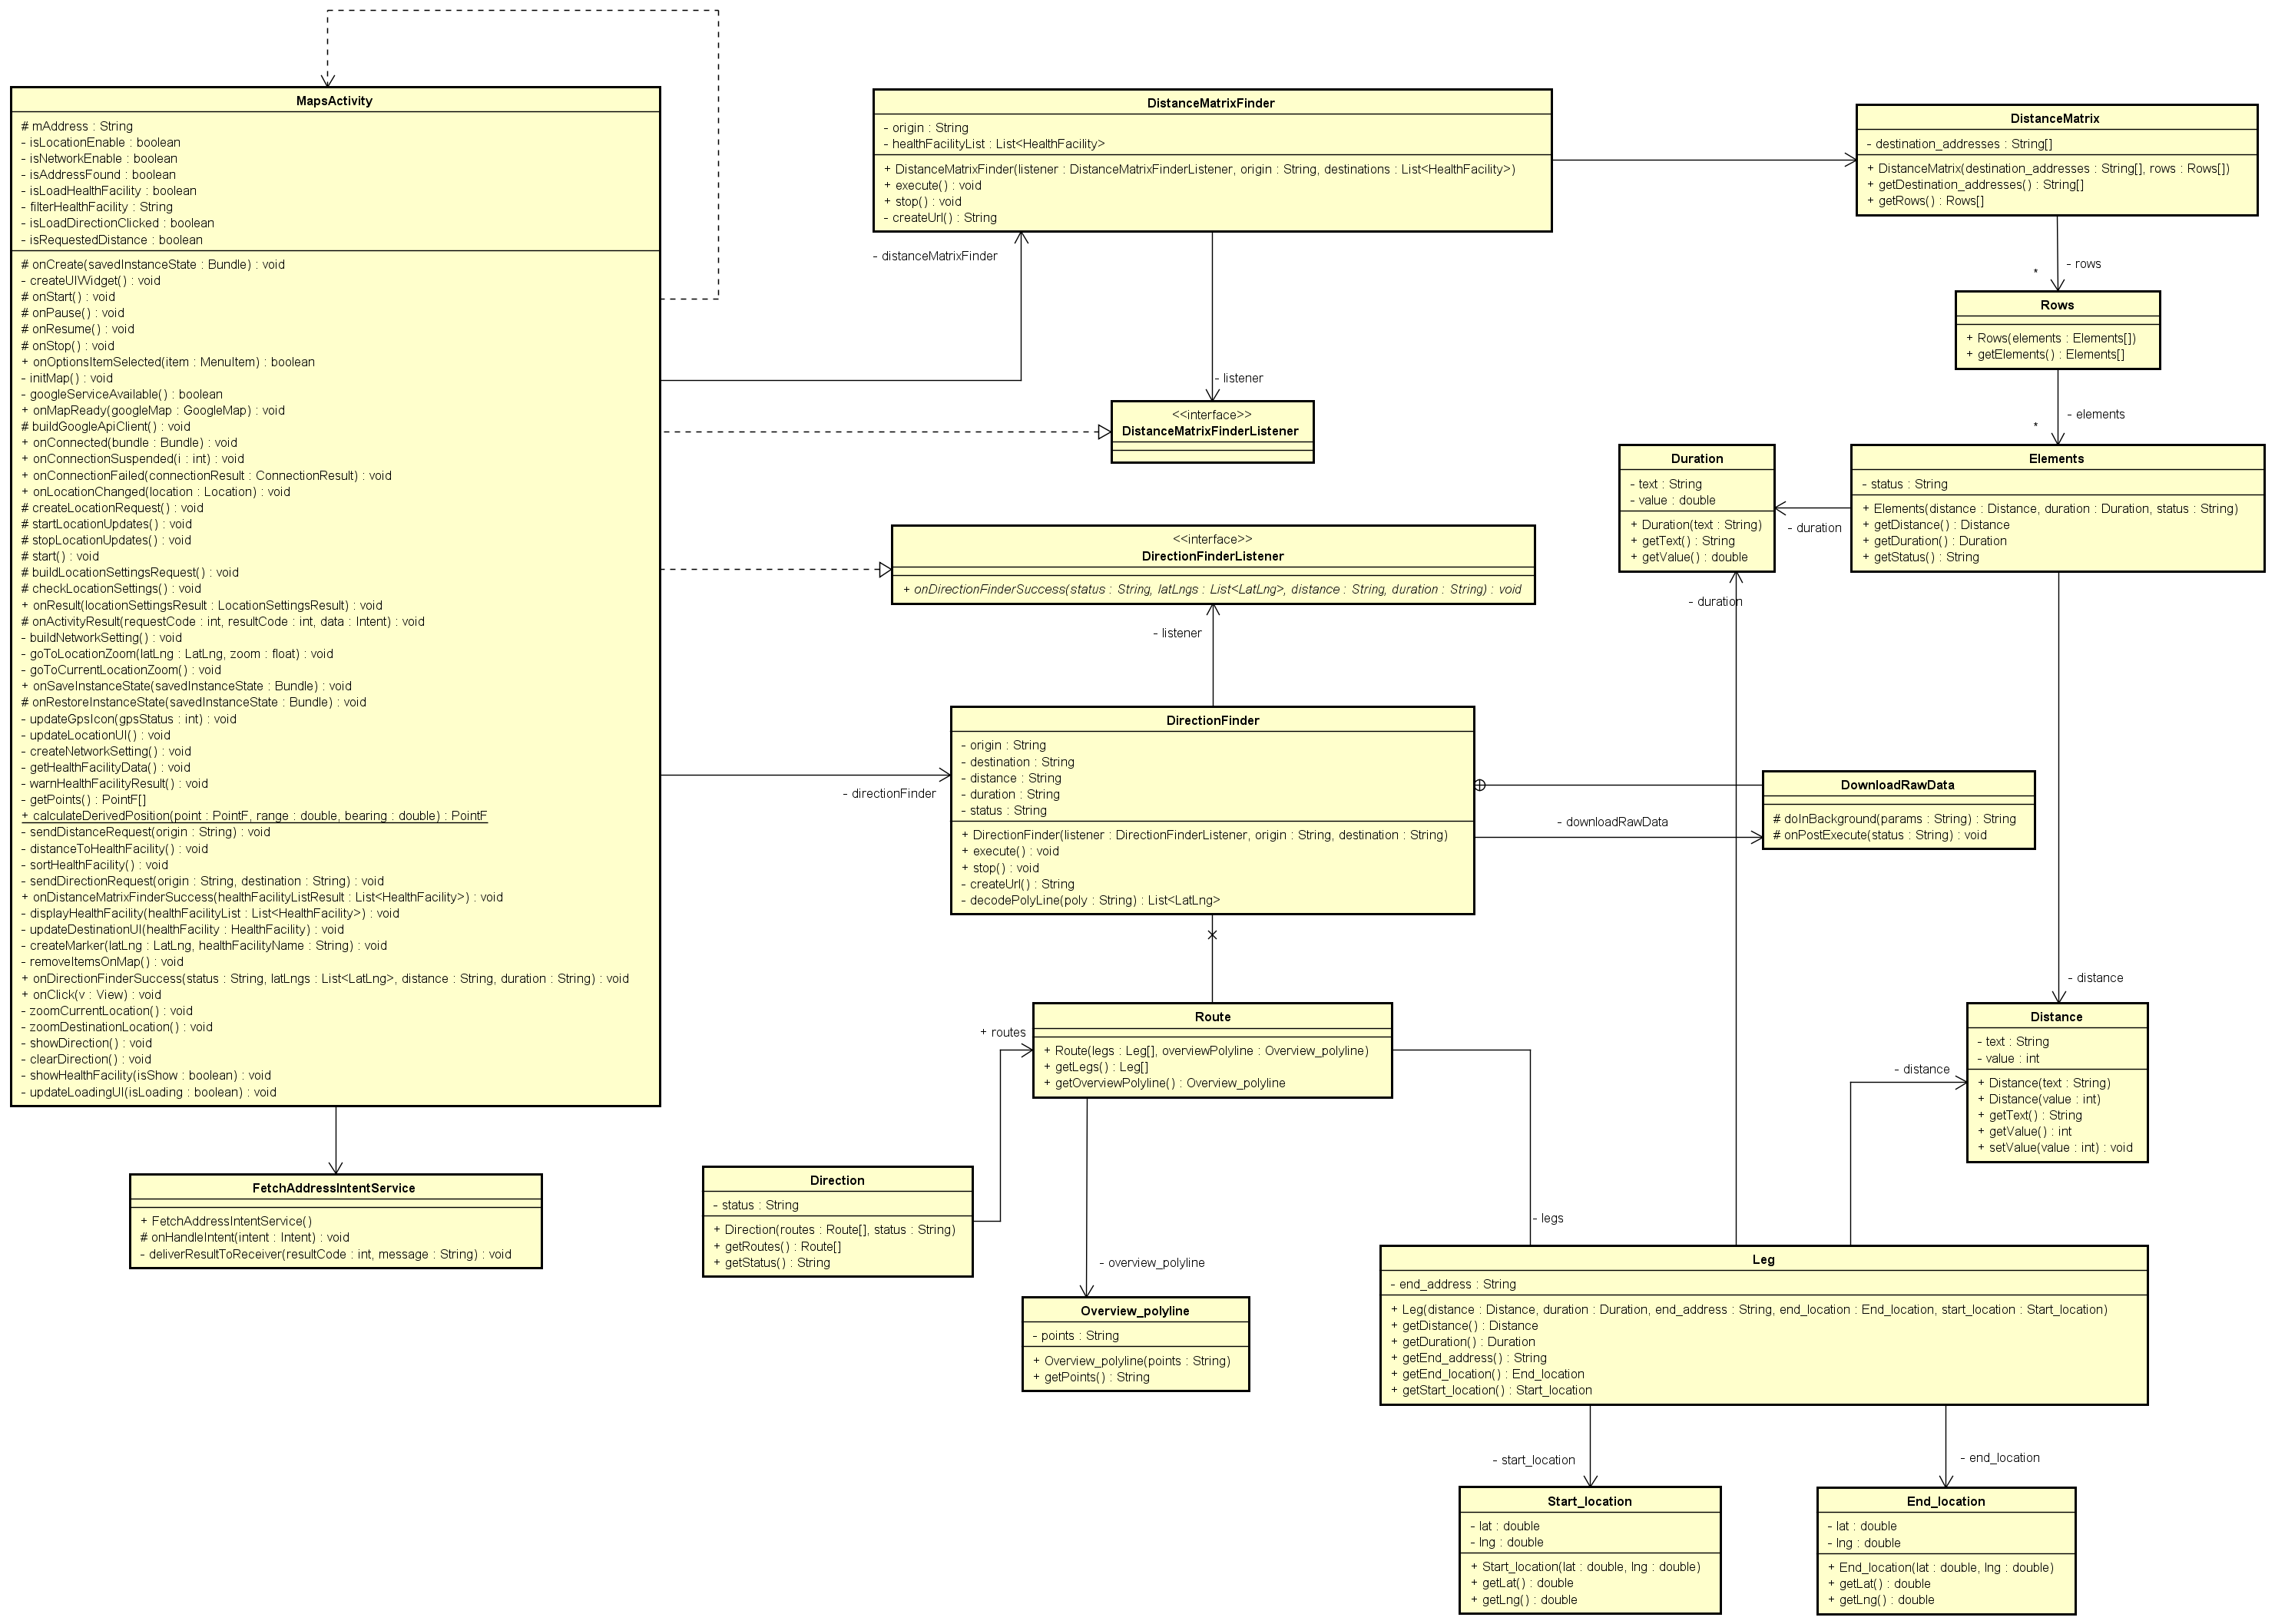 MapsActivity
# mAddress : String
- isLocationEnable : boolean
- isNetworkEnable : boolean
- isAddressFound : boolean
- isLoadHealthFacility : boolean
- filterHealthFacility : String
- isLoadDirectionClicked : boolean
- isRequestedDistance : boolean
# onCreate(savedInstanceState : Bundle) : void
- createUIWidget() : void
# onStart() : void
# onPause() : void
# onResume() : void
# onStop() : void
+ onOptionsItemSelected(item : MenuItem) : boolean
- initMap() : void
- googleServiceAvailable() : boolean
+ onMapReady(googleMap : GoogleMap) : void
# buildGoogleApiClient() : void
+ onConnected(bundle : Bundle) : void
+ onConnectionSuspended(i : int) : void
+ onConnectionFailed(connectionResult : ConnectionResult) : void
+ onLocationChanged(location : Location) : void
# createLocationRequest() : void
# startLocationUpdates() : void
# stopLocationUpdates() : void
# start() : void
# buildLocationSettingsRequest() : void
# checkLocationSettings() : void
+ onResult(locationSettingsResult : LocationSettingsResult) : void
# onActivityResult(requestCode : int, resultCode : int, data : Intent) : void
- buildNetworkSetting() : void
- goToLocationZoom(latLng : LatLng, zoom : float) : void
- goToCurrentLocationZoom() : void
+ onSaveInstanceState(savedInstanceState : Bundle) : void
# onRestoreInstanceState(savedInstanceState : Bundle) : void
- updateGpsIcon(gpsStatus : int) : void
- updateLocationUI() : void
- createNetworkSetting() : void
- getHealthFacilityData() : void
- warnHealthFacilityResult() : void
- getPoints() : PointF[]
+ calculateDerivedPosition(point : PointF, range : double, bearing : double) : PointF
- sendDistanceRequest(origin : String) : void
- distanceToHealthFacility() : void
- sortHealthFacility() : void
- sendDirectionRequest(origin : String, destination : String) : void
+ onDistanceMatrixFinderSuccess(healthFacilityListResult : List<HealthFacility>) : void
- displayHealthFacility(healthFacilityList : List<HealthFacility>) : void
- updateDestinationUI(healthFacility : HealthFacility) : void
- createMarker(latLng : LatLng, healthFacilityName : String) : void
- removeItemsOnMap() : void
+ onDirectionFinderSuccess(status : String, latLngs : List<LatLng>, distance : String, duration : String) : void
+ onClick(v : View) : void
- zoomCurrentLocation() : void
- zoomDestinationLocation() : void
- showDirection() : void
- clearDirection() : void
- showHealthFacility(isShow : boolean) : void
- updateLoadingUI(isLoading : boolean) : void
FetchAddressIntentService
+ FetchAddressIntentService()
# onHandleIntent(intent : Intent) : void
- deliverResultToReceiver(resultCode : int, message : String) : void
DistanceMatrixFinder
- origin : String
- healthFacilityList : List<HealthFacility>
+ DistanceMatrixFinder(listener : DistanceMatrixFinderListener, origin : String, destinations : List<HealthFacility>)
+ execute() : void
+ stop() : void
- createUrl() : String
- distanceMatrixFinder
- listener
<<interface>>
DistanceMatrixFinderListener
<<interface>>
DirectionFinderListener
+ onDirectionFinderSuccess(status : String, latLngs : List<LatLng>, distance : String, duration : String) : void
- listener
- directionFinder
DirectionFinder
- origin : String
- destination : String
- distance : String
- duration : String
- status : String
+ DirectionFinder(listener : DirectionFinderListener, origin : String, destination : String)
+ execute() : void
+ stop() : void
- createUrl() : String
- decodePolyLine(poly : String) : List<LatLng>
- downloadRawData
DownloadRawData
# doInBackground(params : String) : String
# onPostExecute(status : String) : void
+ routes
Route
+ Route(legs : Leg[], overviewPolyline : Overview_polyline)
+ getLegs() : Leg[]
+ getOverviewPolyline() : Overview_polyline
Direction
- status : String
+ Direction(routes : Route[], status : String)
+ getRoutes() : Route[]
+ getStatus() : String
- overview_polyline
Overview_polyline
- points : String
+ Overview_polyline(points : String)
+ getPoints() : String
- legs
DistanceMatrix
- destination_addresses : String[]
+ DistanceMatrix(destination_addresses : String[], rows : Rows[])
+ getDestination_addresses() : String[]
+ getRows() : Rows[]
- rows
*
Rows
+ Rows(elements : Elements[])
+ getElements() : Elements[]
- elements
*
Duration
- text : String
- value : double
+ Duration(text : String)
+ getText() : String
+ getValue() : double
- duration
Elements
- status : String
+ Elements(distance : Distance, duration : Duration, status : String)
+ getDistance() : Distance
+ getDuration() : Duration
+ getStatus() : String
- duration
- distance
Distance
- text : String
- value : int
+ Distance(text : String)
+ Distance(value : int)
+ getText() : String
+ getValue() : int
+ setValue(value : int) : void
- distance
Leg
- end_address : String
+ Leg(distance : Distance, duration : Duration, end_address : String, end_location : End_location, start_location : Start_location)
+ getDistance() : Distance
+ getDuration() : Duration
+ getEnd_address() : String
+ getEnd_location() : End_location
+ getStart_location() : Start_location
- start_location
- end_location
Start_location
- lat : double
- lng : double
+ Start_location(lat : double, lng : double)
+ getLat() : double
+ getLng() : double
End_location
- lat : double
- lng : double
+ End_location(lat : double, lng : double)
+ getLat() : double
+ getLng() : double